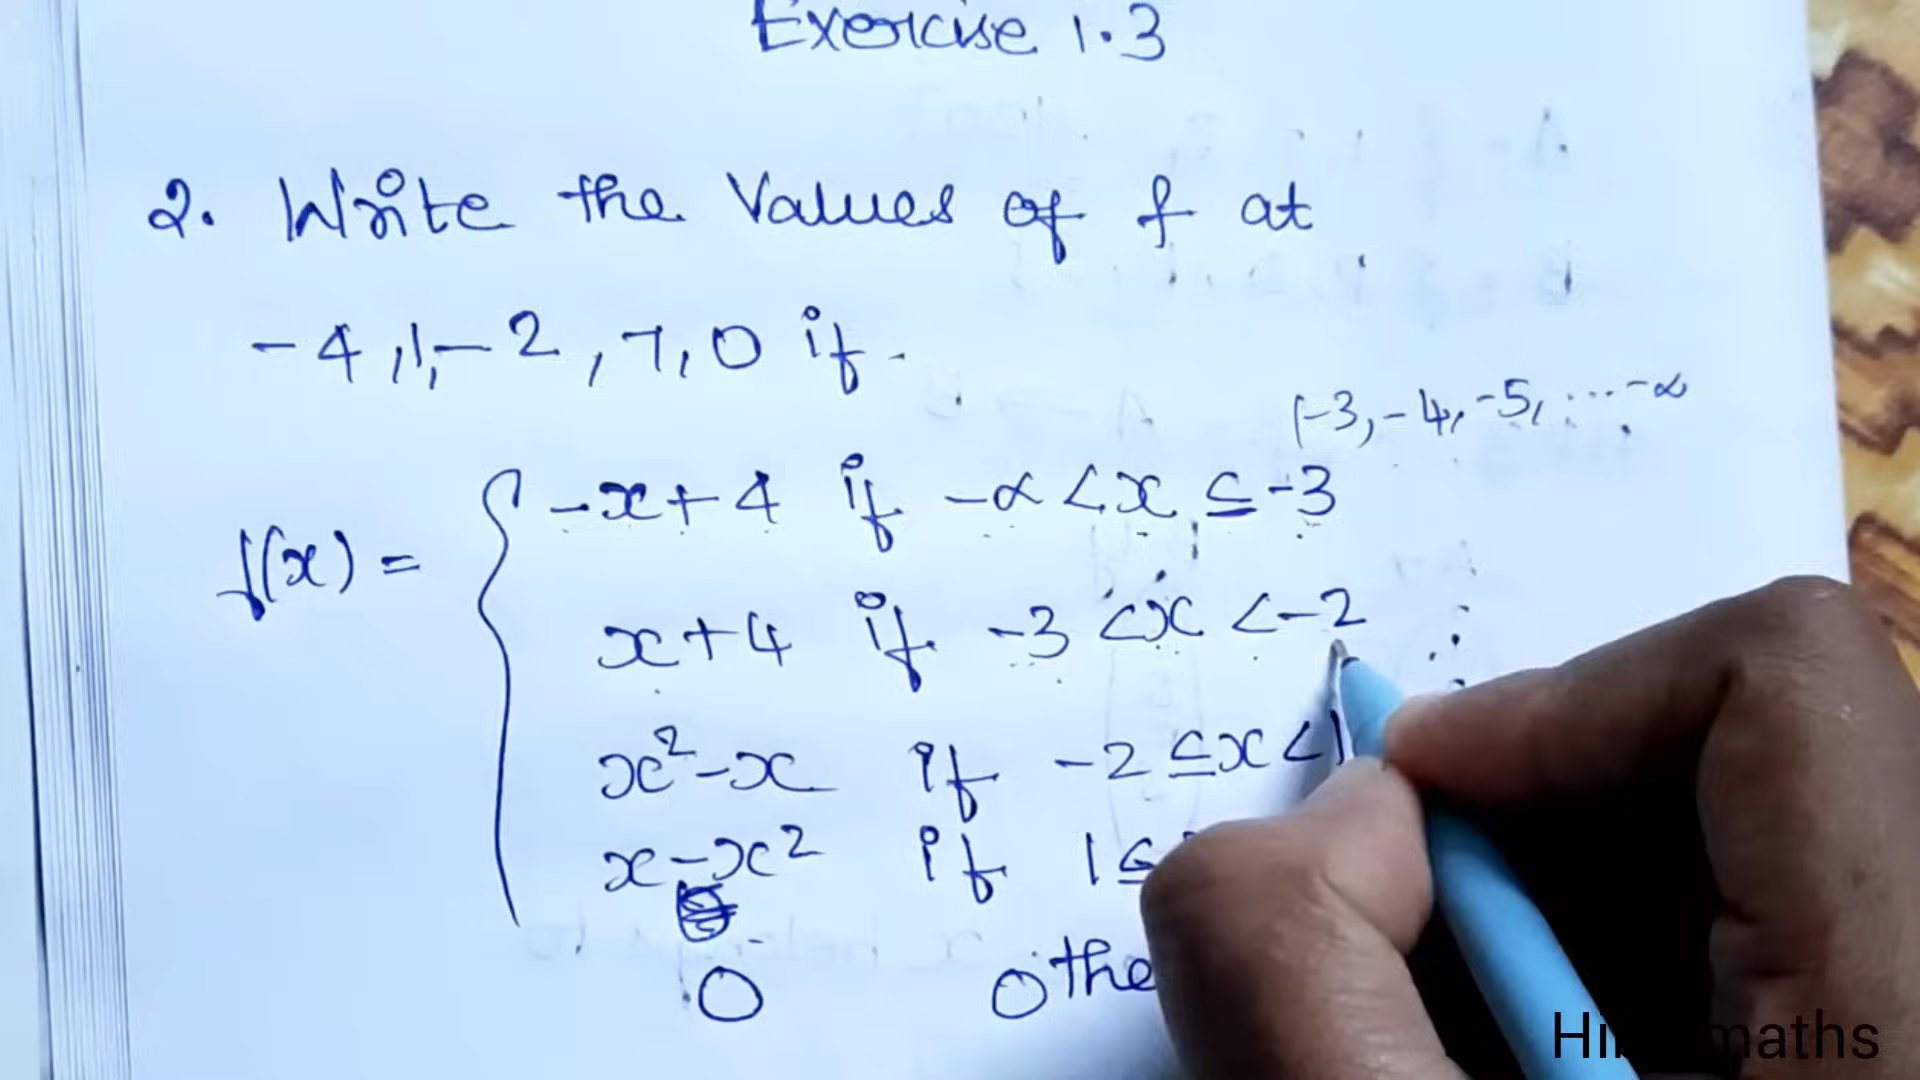 Exercise 1.3
2. Write the Values of f at
-4, 1, -2, 7, 0 if
(-3, -4, -5, ... -∝
f(x) = { -x+4 if -∝ < x ≤ -3
x+4 if -3 < x < -2
x²-x if -2 ≤ x < 1
x-x² if 1 ≤
0
maths